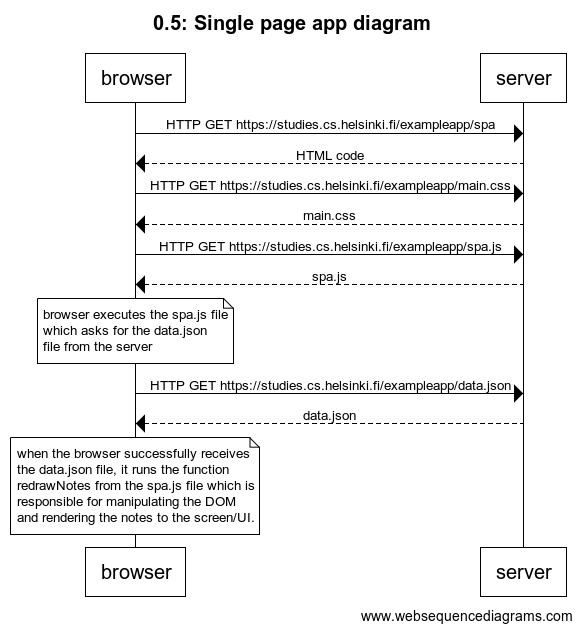 0.5: Single page app diagram
browser
server
HTTP GET https://studies.cs.helsinki.fi/exampleapp/spa
HTML code
HTTP GET https://studies.cs.helsinki.fi/exampleapp/main.css
main.css
HTTP GET https://studies.cs.helsinki.fi/exampleapp/spa.js
spa.js
browser executes the spa.js file
which asks for the data.json
file from the server
HTTP GET https://studies.cs.helsinki.fi/exampleapp/data.json
data.json
when the browser successfully receives
the data.json file, it runs the function
redrawNotes from the spa.js file which is
responsible for manipulating the DOM
and rendering the notes to the screen/UI.
browser
server
www.websequencediagrams.com